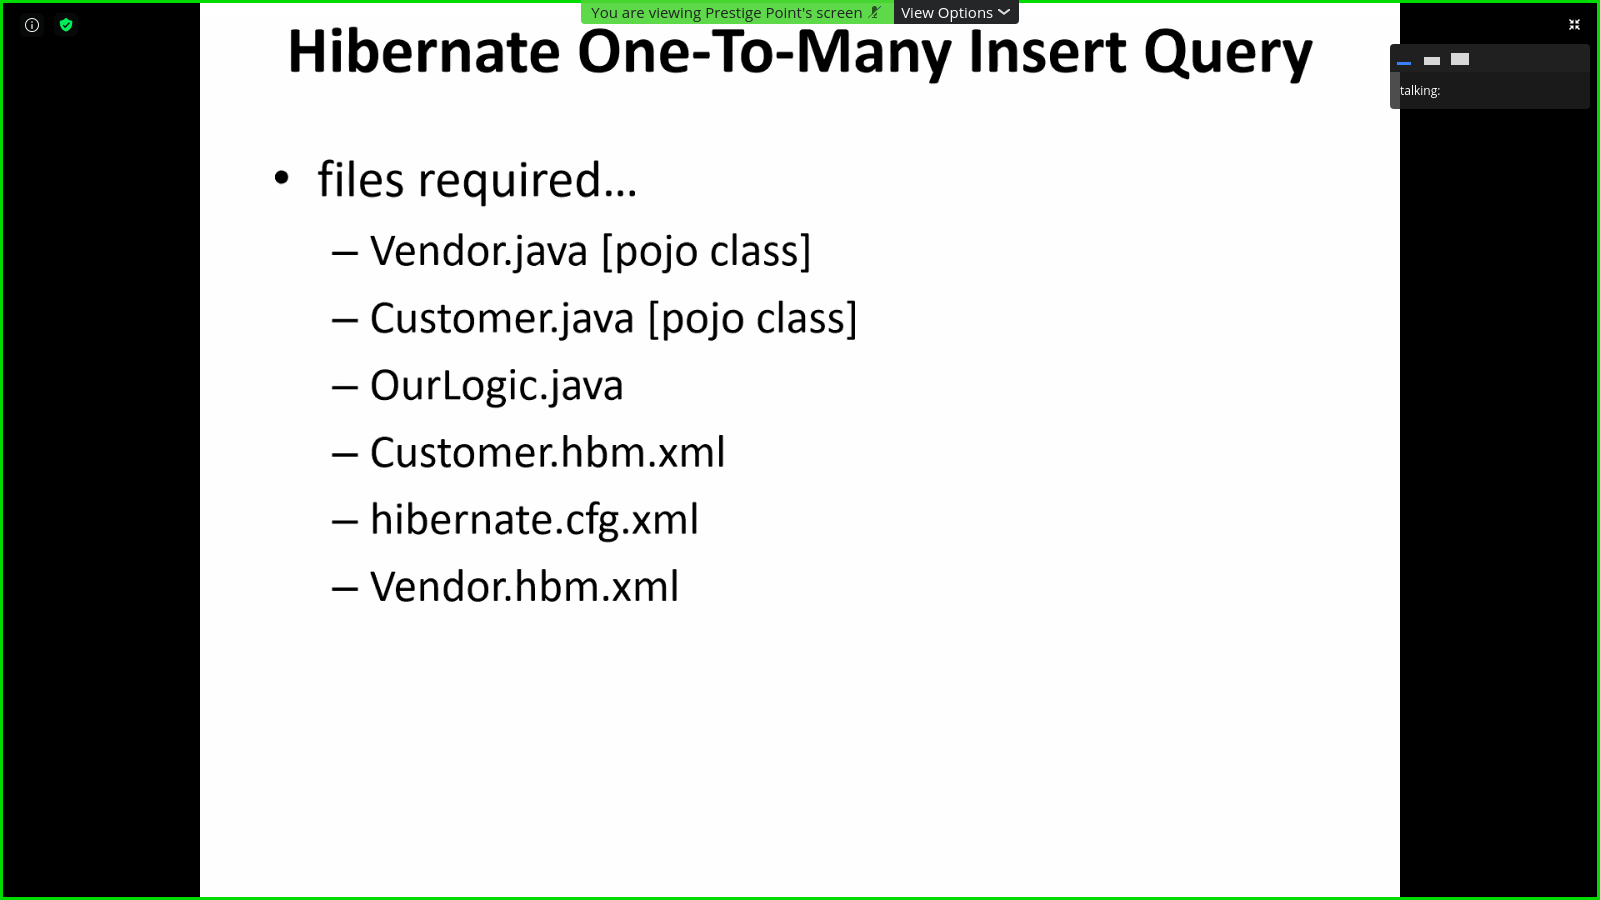 You are viewing Prestige Point's screen View Options
Hibernate One-To-Many Insert Query
talking:
• files required...
– Vendor.java [pojo class]
– Customer.java [pojo class]
– OurLogic.java
– Customer.hbm.xml
– hibernate.cfg.xml
– Vendor.hbm.xml